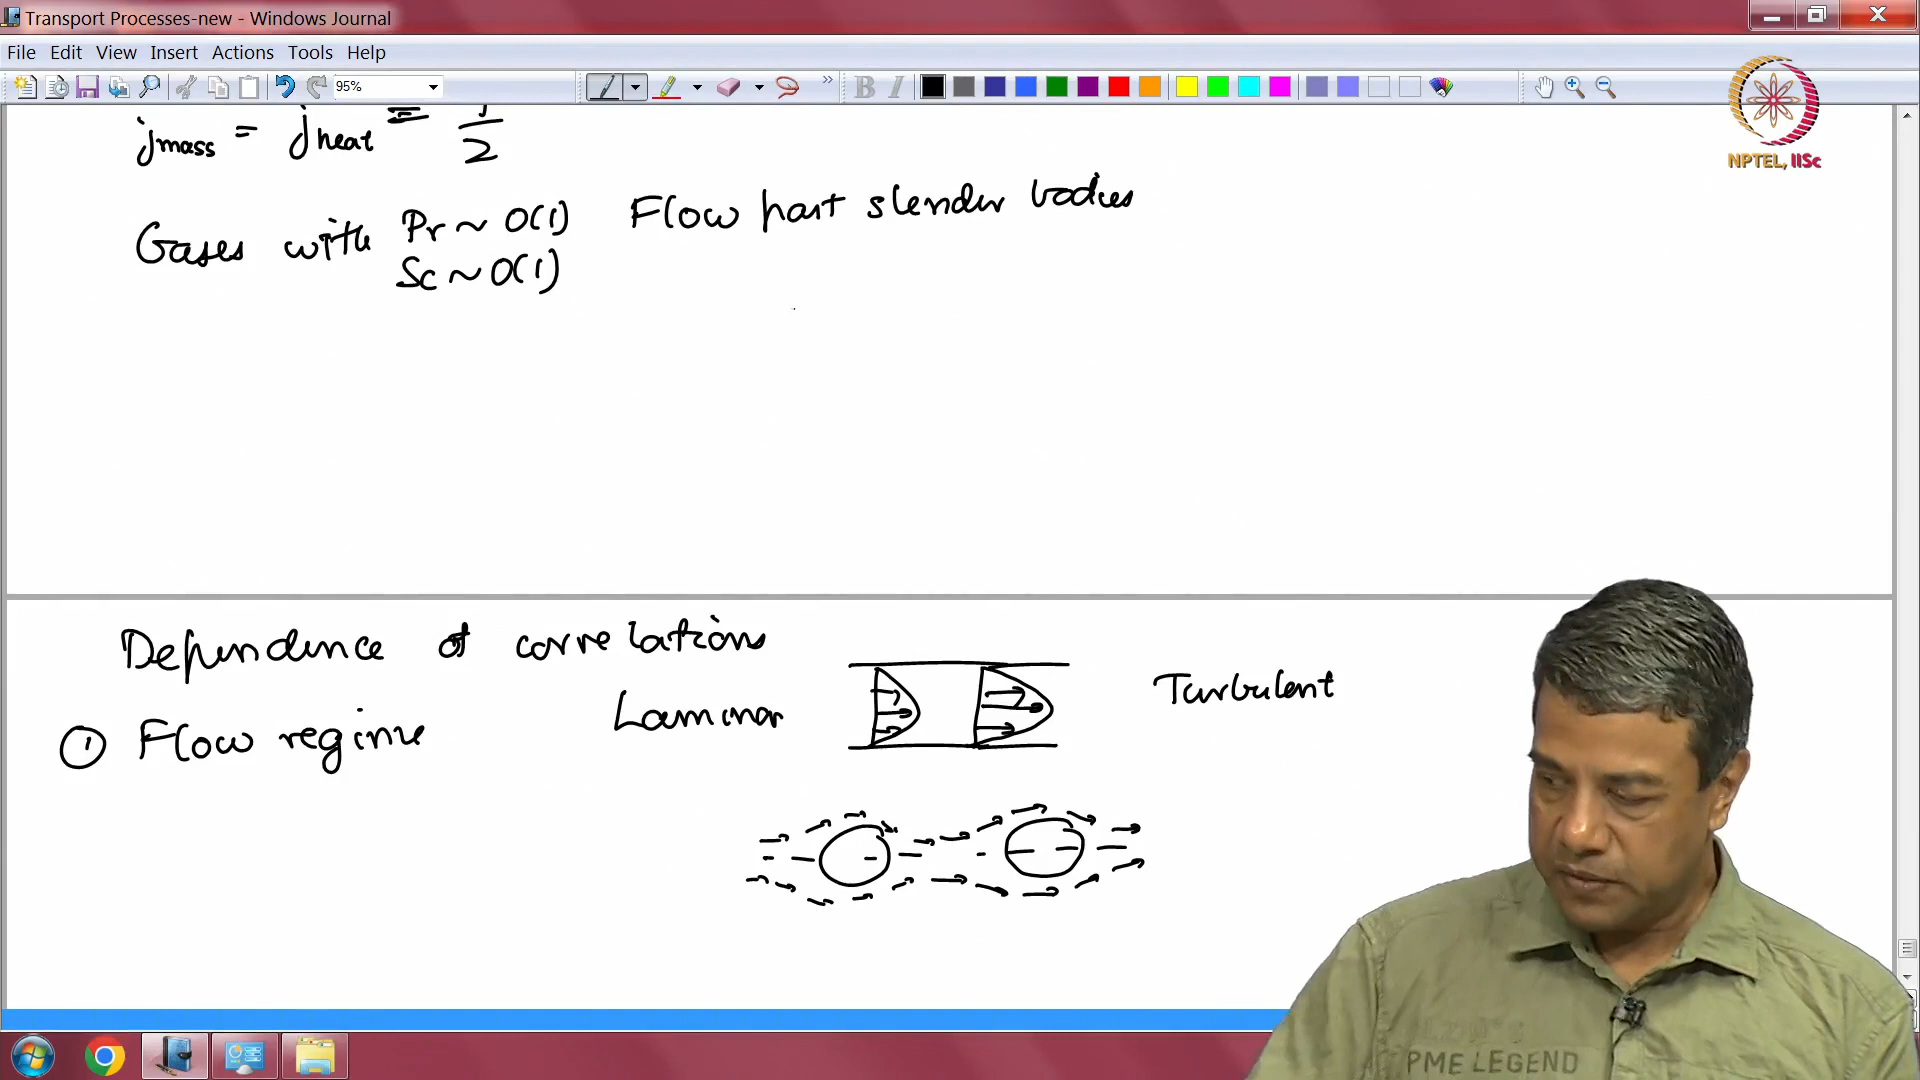 Transport Processes-new - Windows Journal
File Edit View Insert Actions Tools Help
95%
B I
NPTEL, IISc
jmass = jheat = f/2
Gases with Pr ~ O(1) Flow past slender bodies
Sc ~ O(1)
Dependence of correlations
① Flow regime Laminar Turbulent
PME LEGEND